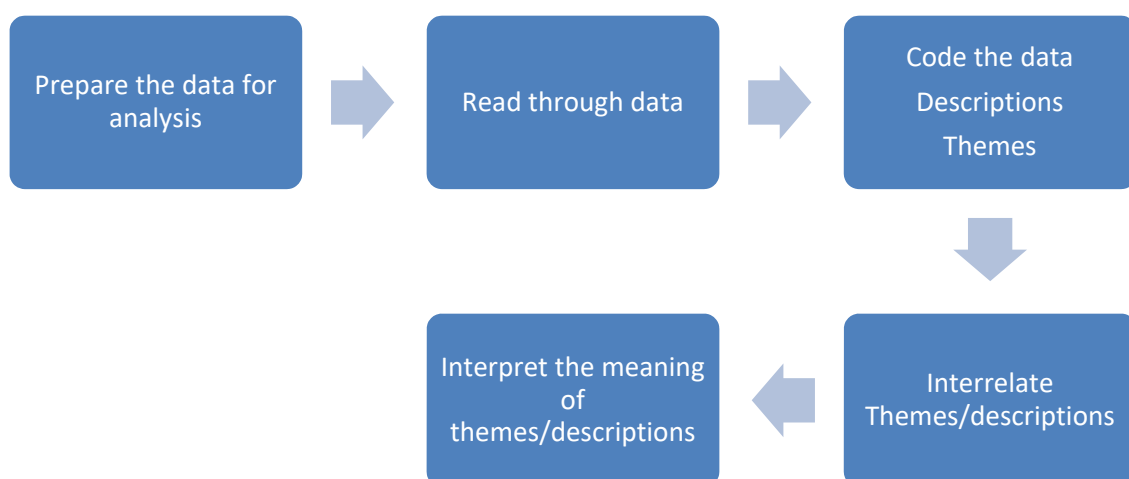 Prepare the data for
analysis
Read through data
Code the data
Descriptions
Themes
Interrelate
Themes/descriptions
Interpret the meaning
of
themes/descriptions